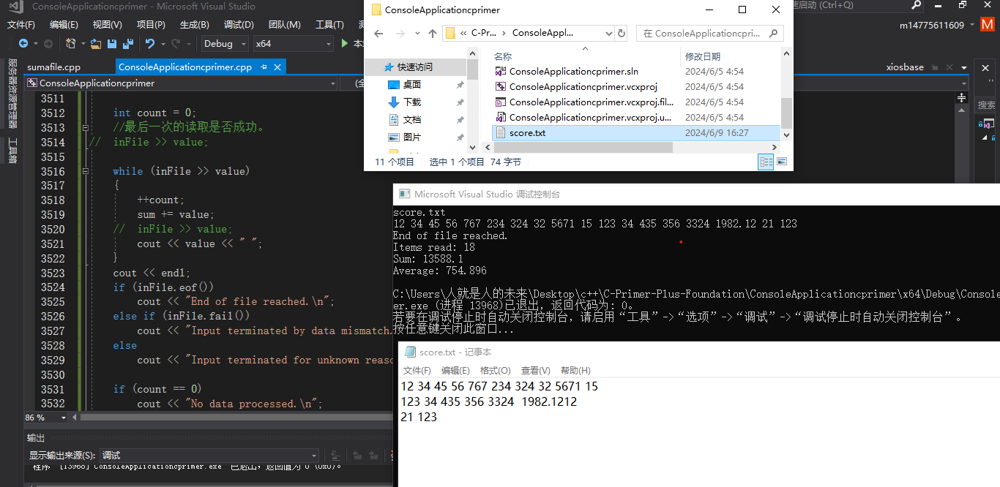 ConsoleApplicationcprimer - Microsoft Visual Studio
速启动 (Ctrl+Q)
文件(F) 编辑(E) 视图(V) 项目(P) 生成(B) 调试(D) 团队(M) 工具(T)
m14775611609
M
Debug x64
sumafile.cpp ConsoleApplicationcprimer.cpp
xiosbase
ConsoleApplicationcprimer
服务器资源管理器
工具箱
搜索
3511
3512 int count = 0;
3513 //最后一次的读取是否成功。
3514 // inFile >> value;
3515
3516 while (inFile >> value)
3517 {
3518 ++count;
3519 sum += value;
3520 // inFile >> value;
3521 cout << value << " ";
3522 }
3523 cout << endl;
3524 if (inFile.eof())
3525 cout << "End of file reached.\n";
3526 else if (inFile.fail())
3527 cout << "Input terminated by data mismatch.
3528 else
3529 cout << "Input terminated for unknown reaso
3530
3531 if (count == 0)
3532 cout << "No data processed.\n";
86 %
输出
显示输出来源(S): 调试
程序 "[13968] ConsoleApplicationcprimer.exe" 已退出，返回值为 0 (0x0)。
ConsoleApplicationcprimer
« C-Pr... › ConsoleAppl...
在 ConsoleApplicationcpri...
快速访问
桌面
下载
文档
图片
名称 修改日期
ConsoleApplicationcprimer.sln 2024/6/5 4:54
ConsoleApplicationcprimer.vcxproj 2024/6/5 4:54
ConsoleApplicationcprimer.vcxproj.fil... 2024/6/5 4:54
ConsoleApplicationcprimer.vcxproj.u... 2024/6/5 4:54
score.txt 2024/6/9 16:27
11 个项目 选中 1 个项目 74 字节
Microsoft Visual Studio 调试控制台
score.txt
12 34 45 56 767 234 324 32 5671 15 123 34 435 356 3324 1982.12 21 123
End of file reached.
Items read: 18
Sum: 13588.1
Average: 754.896
C:\Users\人就是人的未来\Desktop\c++\C-Primer-Plus-Foundation\ConsoleApplicationcprimer\x64\Debug\Console
er.exe (进程 13968)已退出，返回代码为: 0。
若要在调试停止时自动关闭控制台，请启用“工具”->“选项”->“调试”->“调试停止时自动关闭控制台”。
按任意键关闭此窗口...
score.txt - 记事本
文件(F) 编辑(E) 格式(O) 查看(V) 帮助(H)
12 34 45 56 767 234 324 32 5671 15
123 34 435 356 3324 1982.1212
21 123